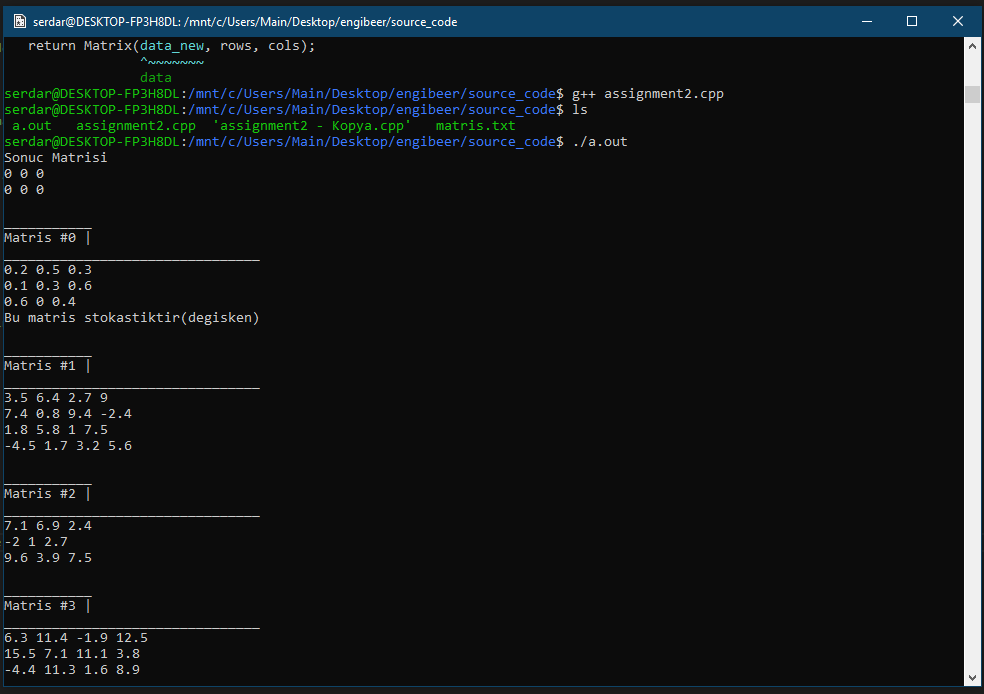 serdar@DESKTOP-FP3H8DL: /mnt/c/Users/Main/Desktop/engibeer/source_code
return Matrix(data_new, rows, cols);
^~~~~~~~
data
serdar@DESKTOP-FP3H8DL:/mnt/c/Users/Main/Desktop/engibeer/source_code$ g++ assignment2.cpp
serdar@DESKTOP-FP3H8DL:/mnt/c/Users/Main/Desktop/engibeer/source_code$ ls
a.out   assignment2.cpp  'assignment2 - Kopya.cpp'   matris.txt
serdar@DESKTOP-FP3H8DL:/mnt/c/Users/Main/Desktop/engibeer/source_code$ ./a.out
Sonuc Matrisi
0 0 0
0 0 0
___________
Matris #0 |
________________________________
0.2 0.5 0.3
0.1 0.3 0.6
0.6 0 0.4
Bu matris stokastiktir(degisken)
___________
Matris #1 |
________________________________
3.5 6.4 2.7 9
7.4 0.8 9.4 -2.4
1.8 5.8 1 7.5
-4.5 1.7 3.2 5.6
___________
Matris #2 |
________________________________
7.1 6.9 2.4
-2 1 2.7
9.6 3.9 7.5
___________
Matris #3 |
________________________________
6.3 11.4 -1.9 12.5
15.5 7.1 11.1 3.8
-4.4 11.3 1.6 8.9